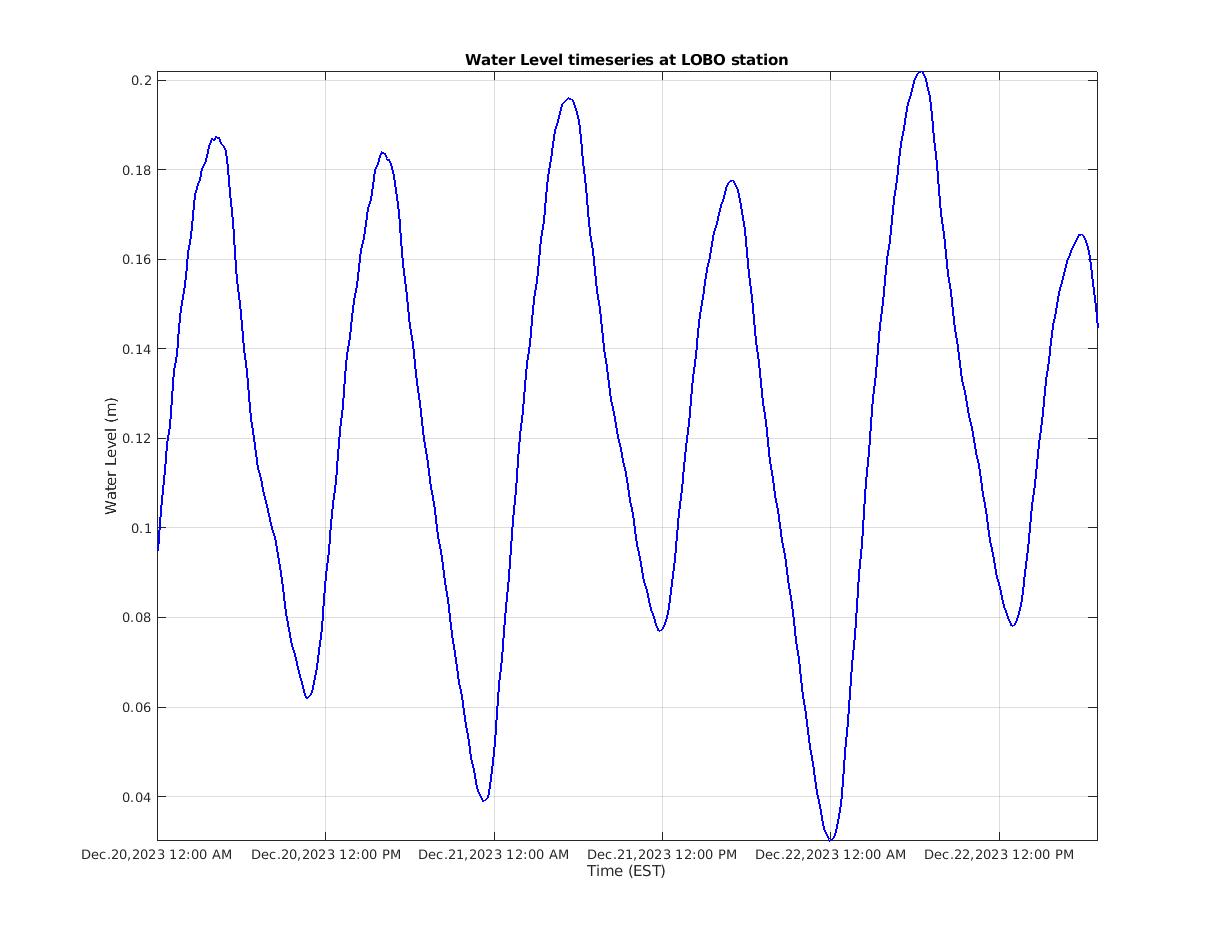 Water Level timeseries at LOBO station
0.2
0.18
0.16
0.14
0.12
0.1
0.08
0.06
0.04
Water Level (m)
Dec.20,2023 12:00 AM Dec.20,2023 12:00 PM Dec.21,2023 12:00 AM Dec.21,2023 12:00 PM Dec.22,2023 12:00 AM Dec.22,2023 12:00 PM
Time (EST)